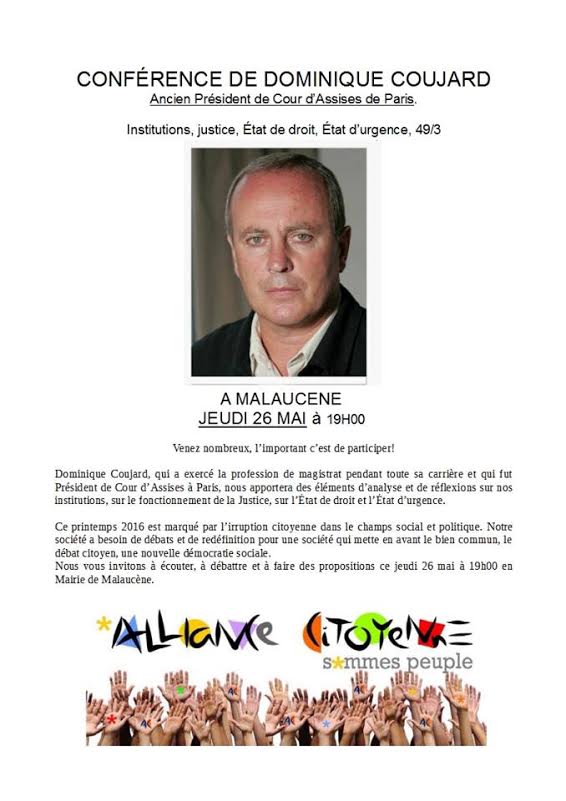 CONFÉRENCE DE DOMINIQUE COUJARD
Ancien Président de Cour d'Assises de Paris.
Institutions, justice, État de droit, État d'urgence, 49/3
A MALAUCENE
JEUDI 26 MAI à 19H00
Venez nombreux, l'important c'est de participer!
Dominique Coujard, qui a exercé la profession de magistrat pendant toute sa carrière et qui fut
Président de Cour d'Assises à Paris, nous apportera des éléments d'analyse et de réflexions sur nos
institutions, sur le fonctionnement de la Justice, sur l'État de droit et l'État d'urgence.
Ce printemps 2016 est marqué par l'irruption citoyenne dans le champs social et politique. Notre
société a besoin de débats et de redéfinition pour une société qui mette en avant le bien commun, le
débat citoyen, une nouvelle démocratie sociale.
Nous vous invitons à écouter, à débattre et à faire des propositions ce jeudi 26 mai à 19h00 en
Mairie de Malaucène.
*ALLIANCE CITOYENNE
s*mmes peuple
AC AC AC AC